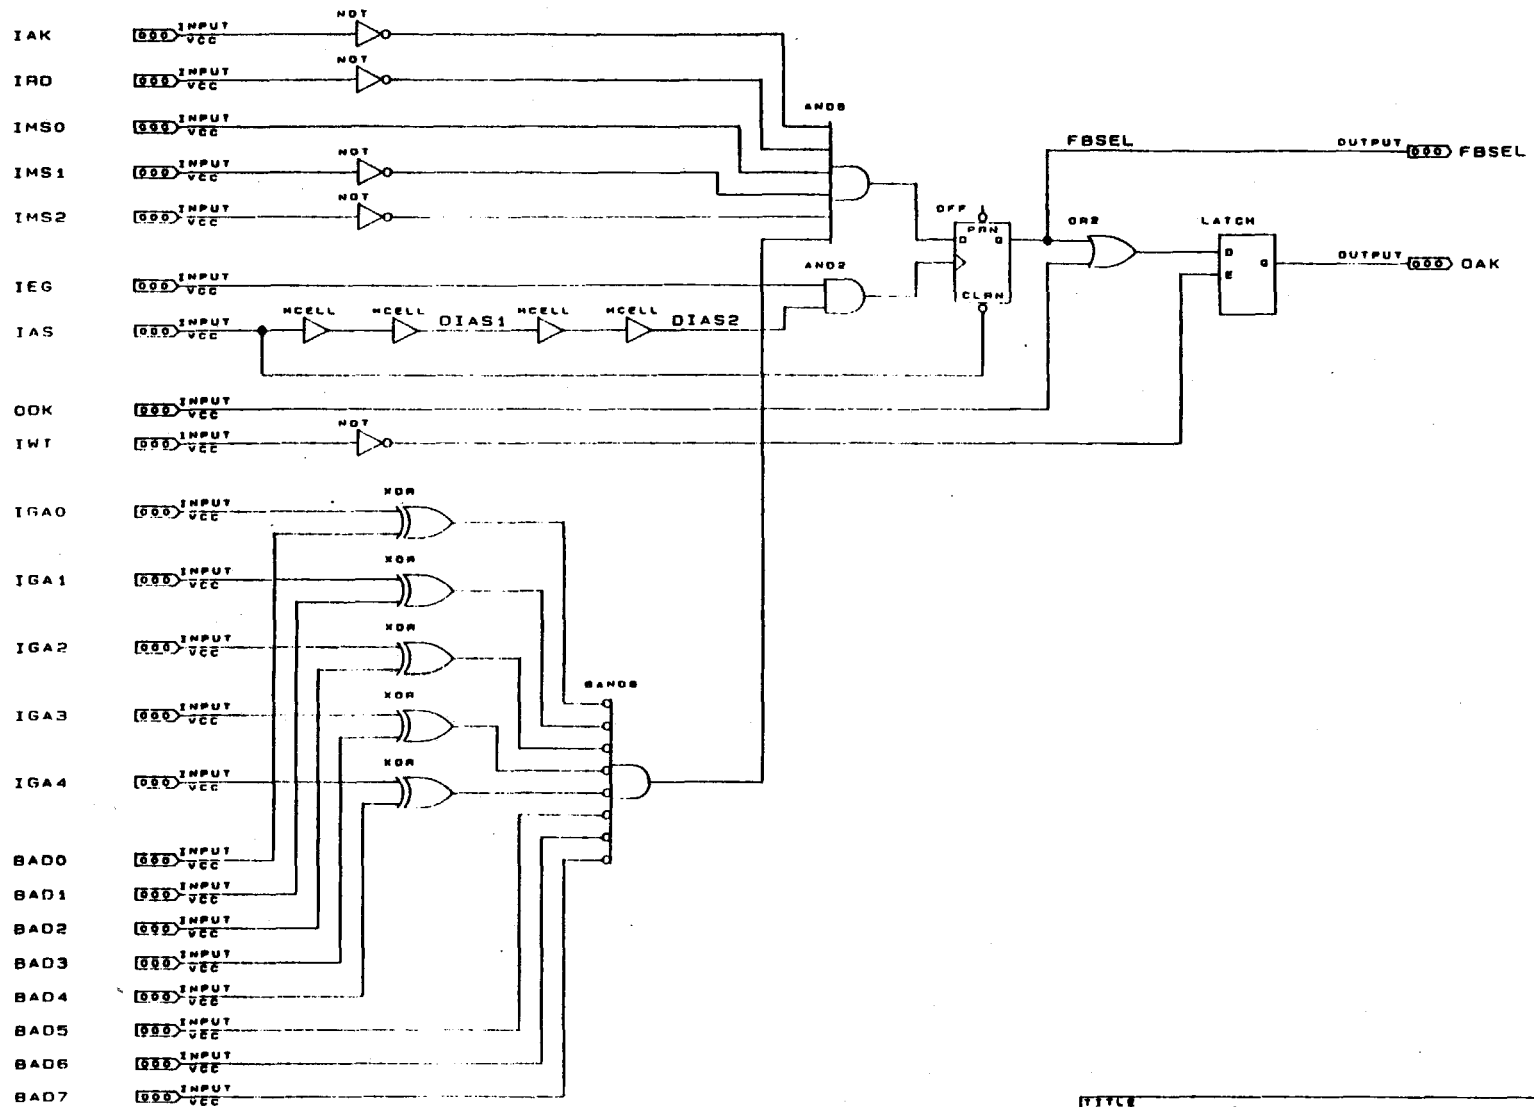 NOT
IAK INPUT VCC
NOT
IRD INPUT VCC
AND6
IMS0 INPUT VCC
FBSEL OUTPUT FBSEL
NOT
IMS1 INPUT VCC
NOT
IMS2 INPUT VCC
DFF
PRN
D Q
CLRN
OR2
LATCH
D Q
E
OUTPUT OAK
AND2
IEG INPUT VCC
MCELL MCELL DIAS1 MCELL MCELL DIAS2
IAS INPUT VCC
ODK INPUT VCC
NOT
IWT INPUT VCC
XOR
IGA0 INPUT VCC
XOR
IGA1 INPUT VCC
XOR
IGA2 INPUT VCC
BAND8
XOR
IGA3 INPUT VCC
XOR
IGA4 INPUT VCC
BAD0 INPUT VCC
BAD1 INPUT VCC
BAD2 INPUT VCC
BAD3 INPUT VCC
BAD4 INPUT VCC
BAD5 INPUT VCC
BAD6 INPUT VCC
BAD7 INPUT VCC
TITLE